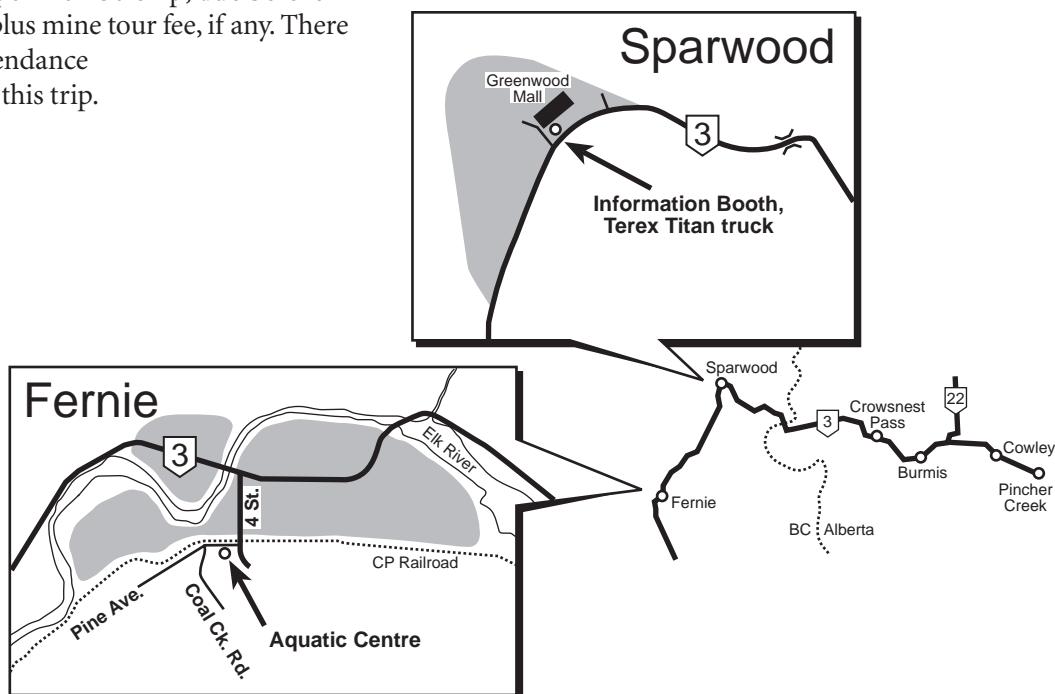 plus mine tour fee, if any. There
endance
this trip.
Sparwood
Greenwood
Mall
3
Information Booth,
Terex Titan truck
Sparwood
3
Crowsnest
Pass
22
Cowley
Burmis
Pincher
Creek
Fernie
BC
Alberta
Fernie
3
Elk River
4 St.
CP Railroad
Pine Ave.
Coal Ck. Rd.
Aquatic Centre